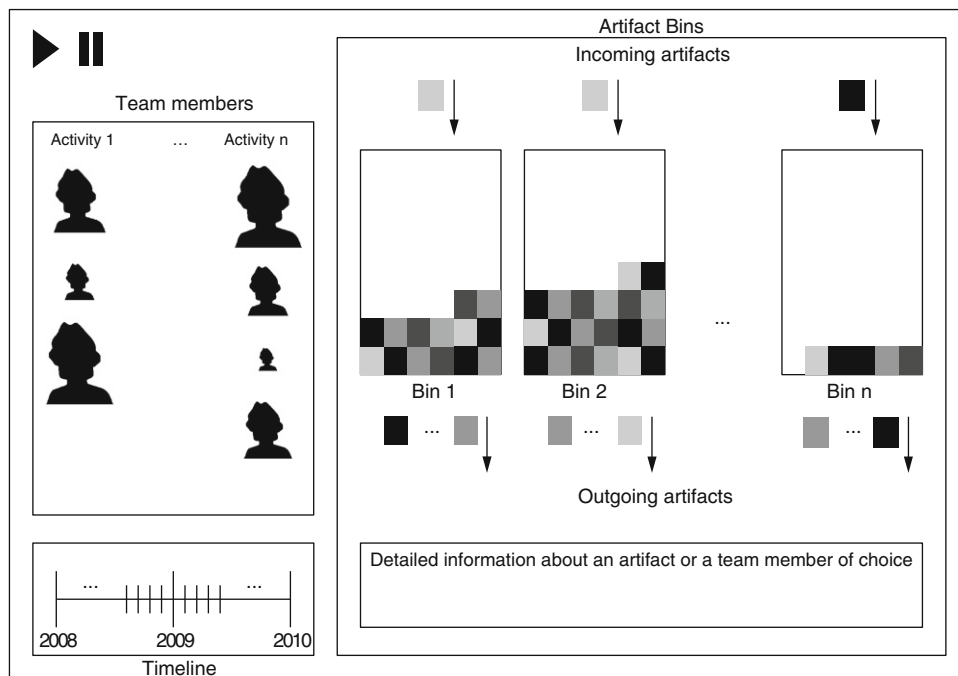 Artifact Bins
Incoming artifacts
Team members
Activity 1 ... Activity n
...
Bin 1 Bin 2 Bin n
... ... ...
Outgoing artifacts
Detailed information about an artifact or a team member of choice
... ...
2008 2009 2010
Timeline